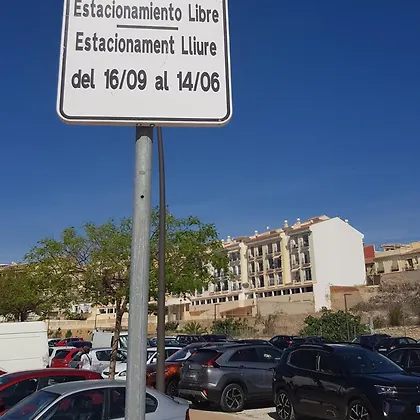 Estacionamiento Libre
Estacionament Lliure
del 16/09 al 14/06